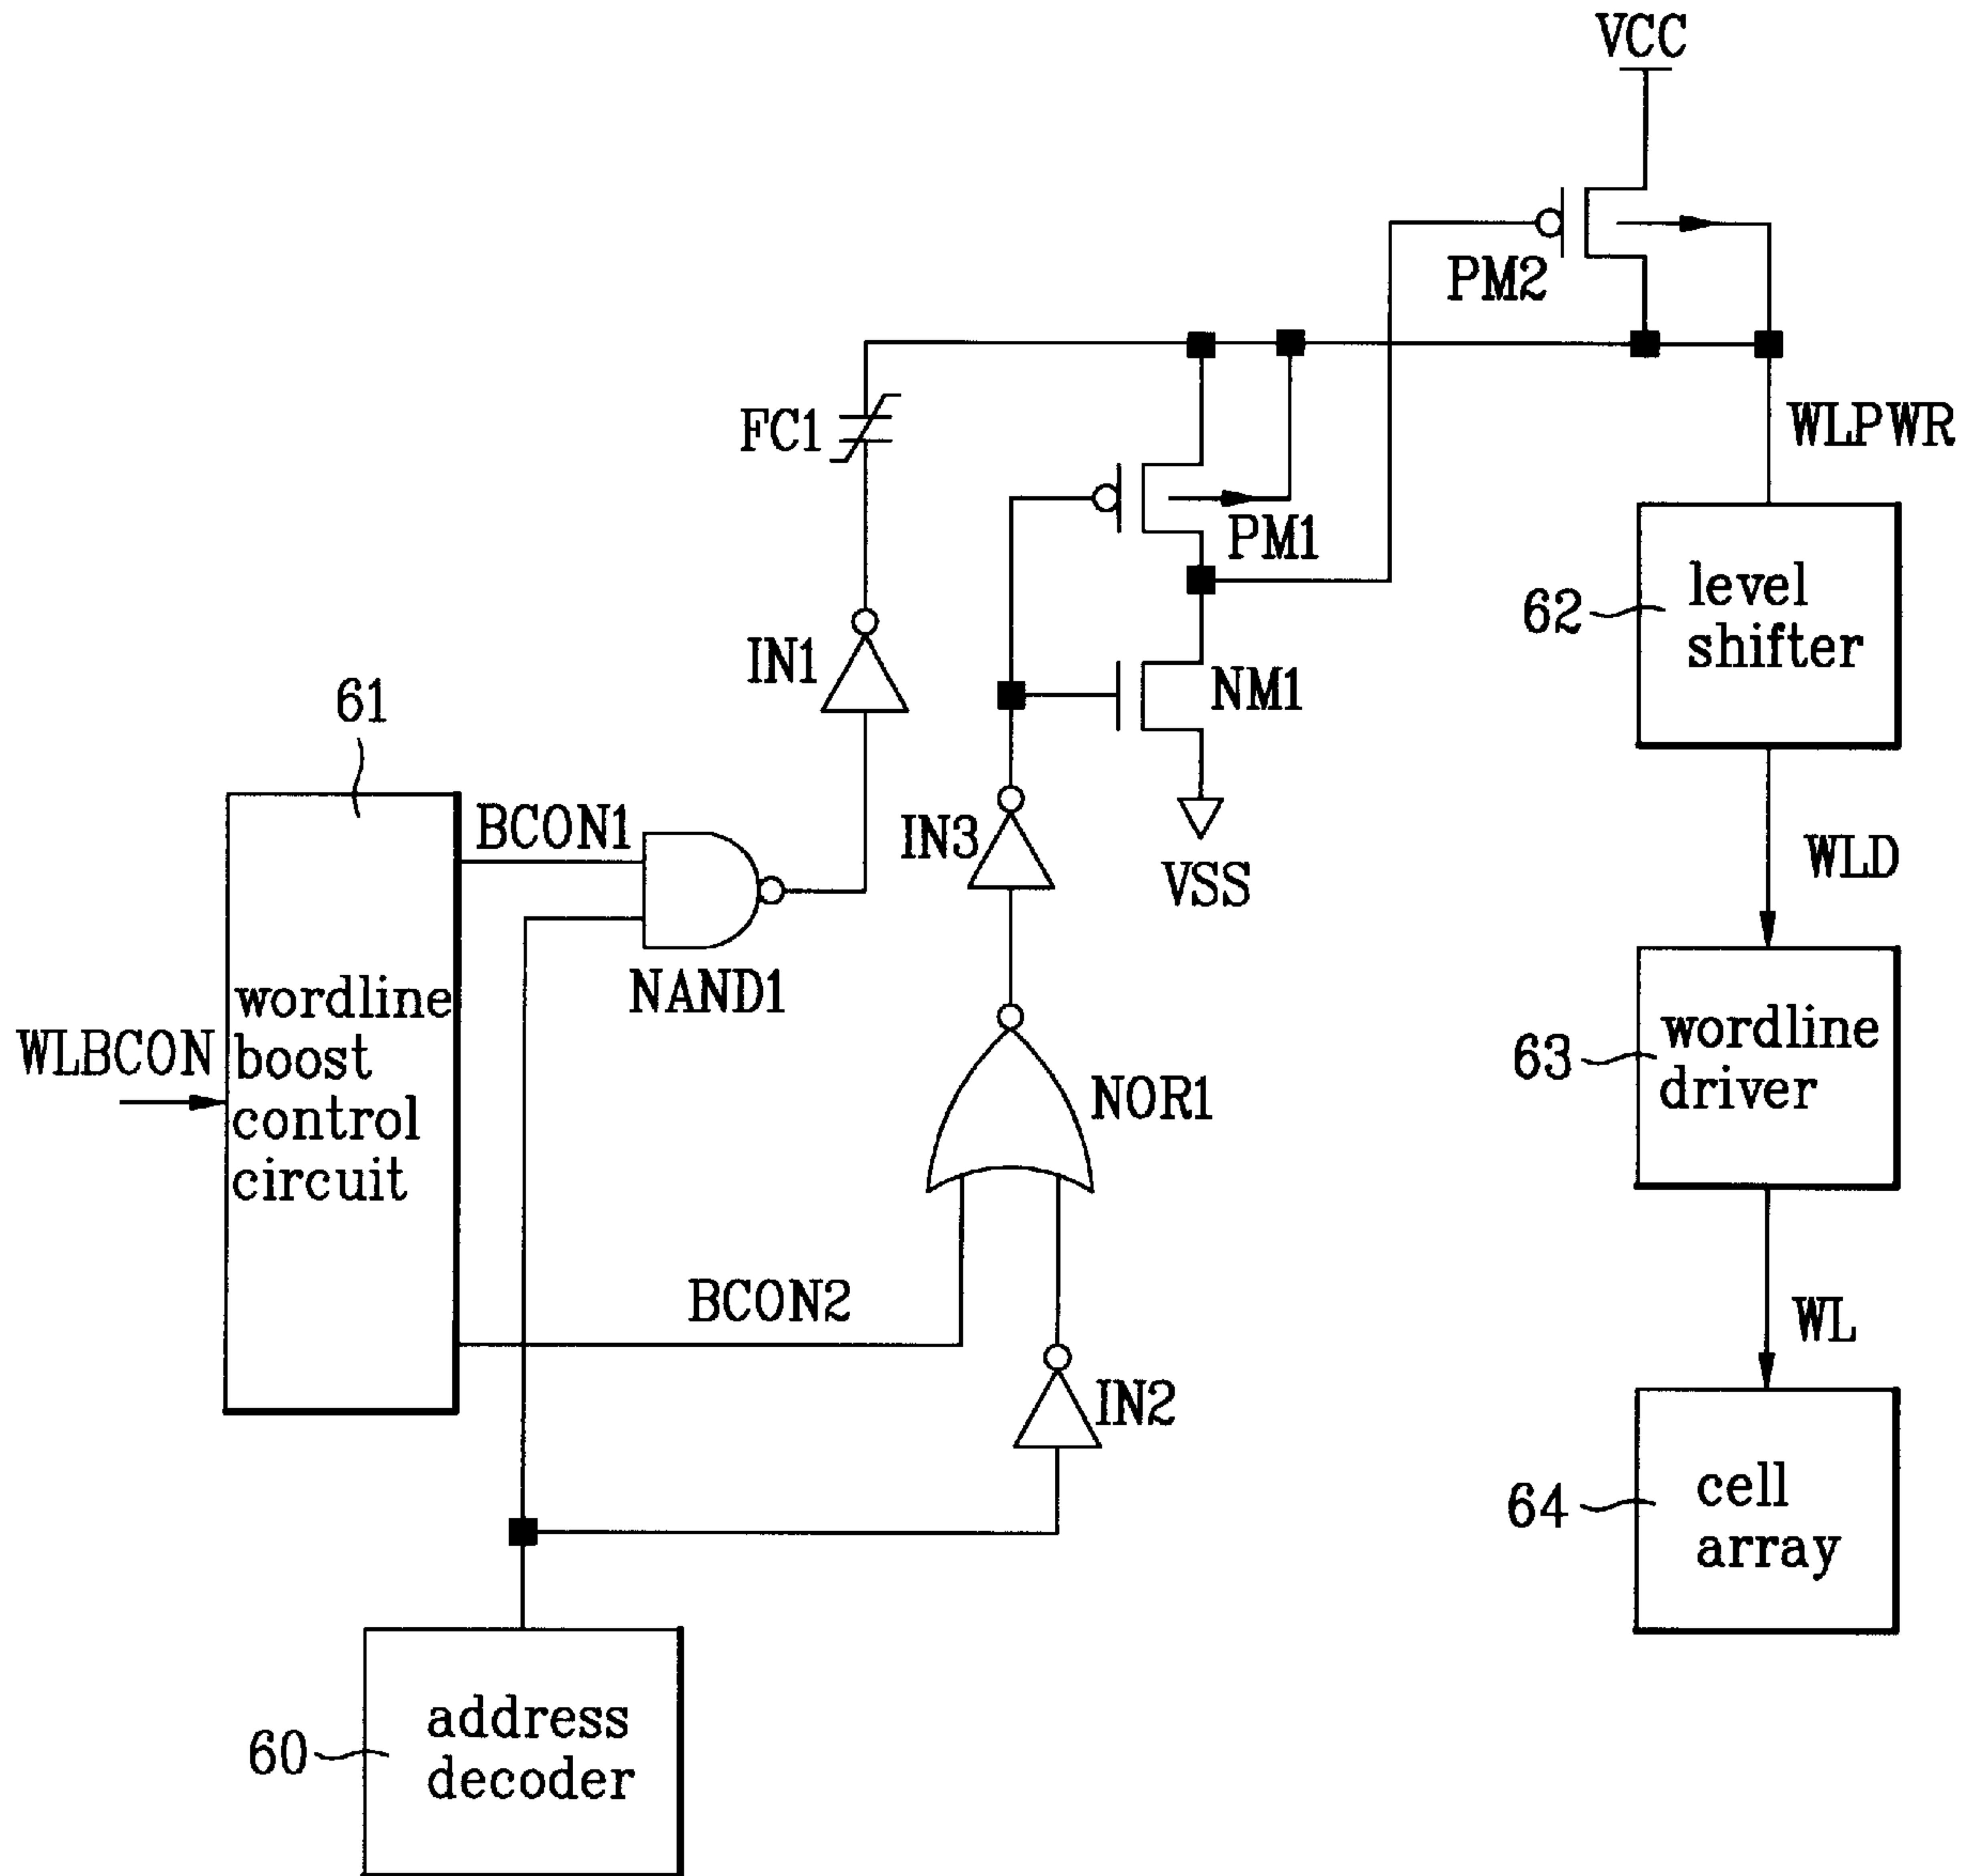 VCC
PM2
FC1
WLPWR
PM1
level
shifter
62
IN1
NM1
61
BCON1
IN3
VSS
WLD
NAND1
wordline
boost
control
circuit
WLBCON
NOR1
63
wordline
driver
BCON2
WL
IN2
64
cell
array
60
address
decoder